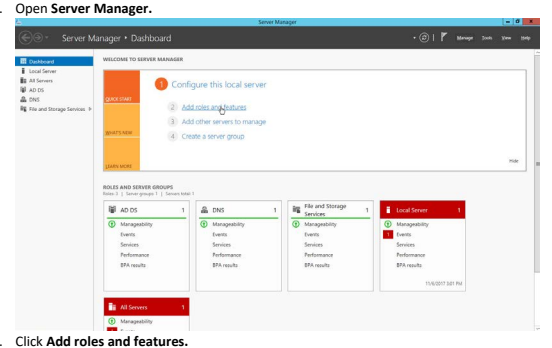 . Open Server Manager.
Server Manager
Server Manager • Dashboard
Manage Tools View Help
Dashboard
Local Server
All Servers
AD DS
DNS
File and Storage Services
WELCOME TO SERVER MANAGER
QUICK START
WHAT'S NEW
LEARN MORE
1 Configure this local server
2 Add roles and features
3 Add other servers to manage
4 Create a server group
Hide
ROLES AND SERVER GROUPS
Roles: 3 | Server groups: 1 | Servers total: 1
AD DS 1
Manageability
Events
Services
Performance
BPA results
DNS 1
Manageability
Events
Services
Performance
BPA results
File and Storage Services 1
Manageability
Events
Services
Performance
BPA results
Local Server 1
Manageability
1 Events
Services
Performance
BPA results
All Servers 1
Manageability
. Click Add roles and features.